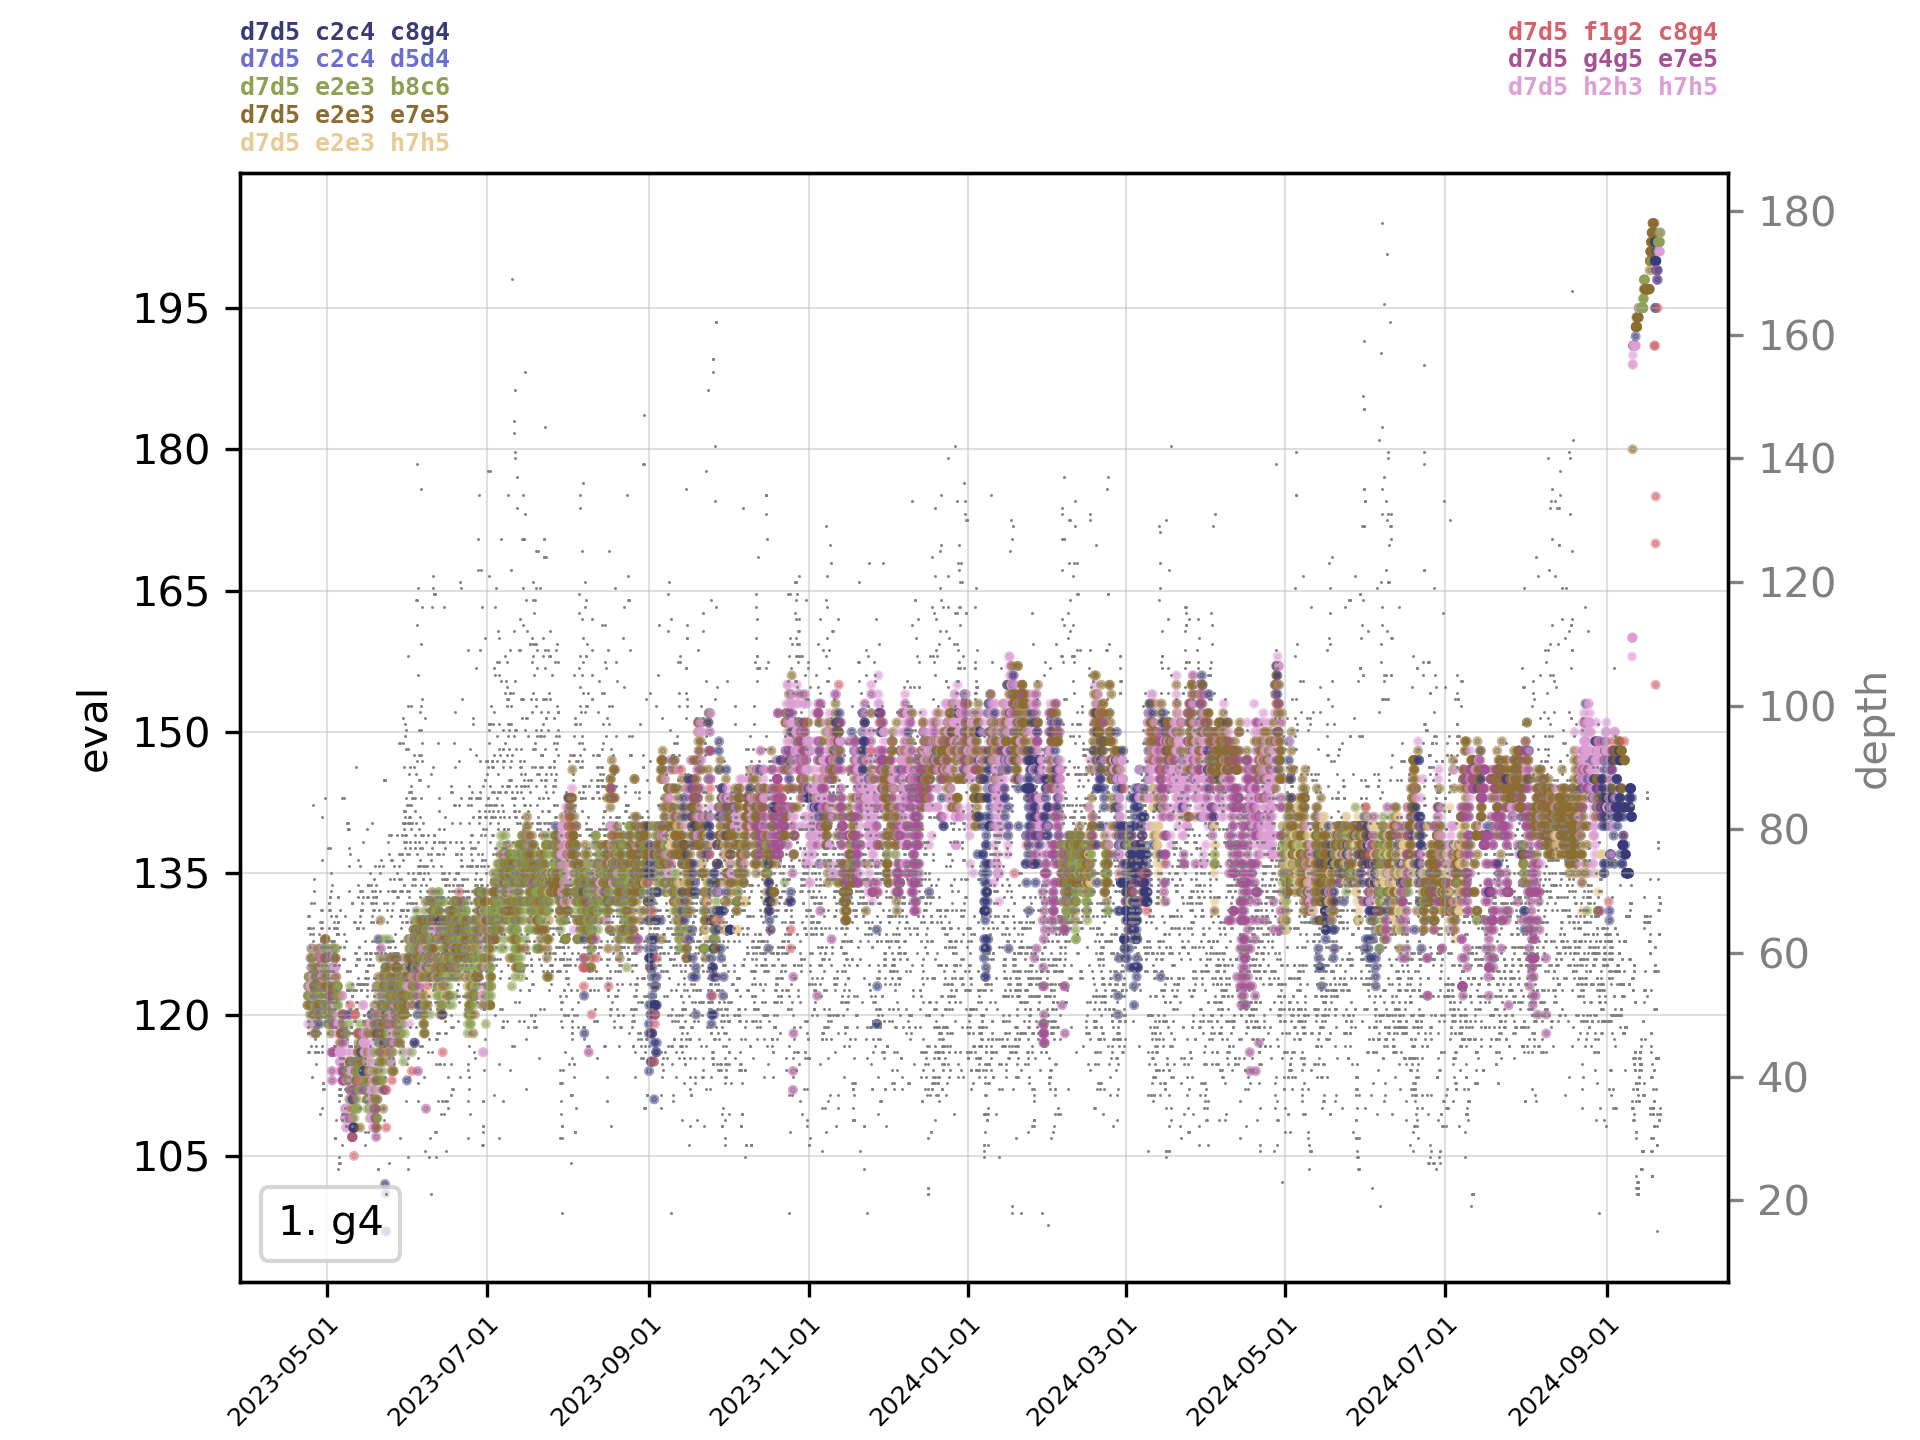 d7d5 c2c4 c8g4
d7d5 c2c4 d5d4
d7d5 e2e3 b8c6
d7d5 e2e3 e7e5
d7d5 e2e3 h7h5
d7d5 f1g2 c8g4
d7d5 g4g5 e7e5
d7d5 h2h3 h7h5
195
180
165
150
135
120
105
eval
180
160
140
120
100
80
60
40
20
depth
1. g4
2023-05-01
2023-07-01
2023-09-01
2023-11-01
2024-01-01
2024-03-01
2024-05-01
2024-07-01
2024-09-01